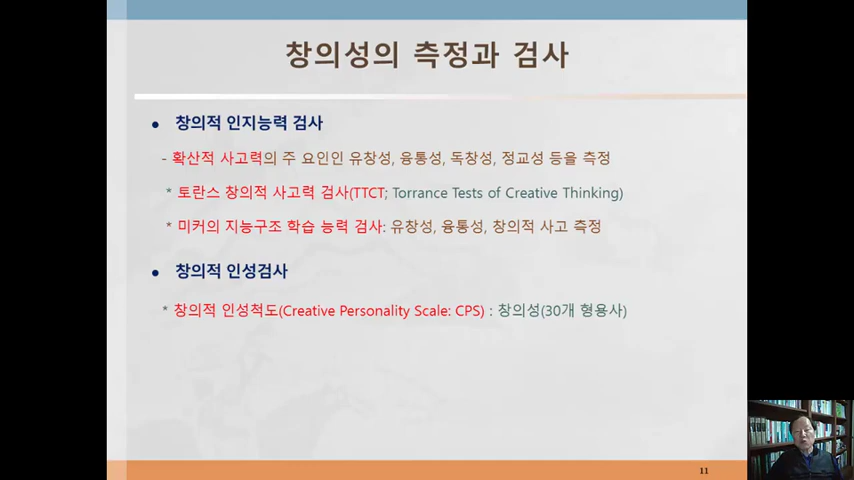 창의성의 측정과 검사
● 창의적 인지능력 검사
- 확산적 사고력의 주 요인인 유창성, 융통성, 독창성, 정교성 등을 측정
* 토란스 창의적 사고력 검사(TTCT; Torrance Tests of Creative Thinking)
* 미커의 지능구조 학습 능력 검사: 유창성, 융통성, 창의적 사고 측정
● 창의적 인성검사
* 창의적 인성척도(Creative Personality Scale: CPS) : 창의성(30개 형용사)
11